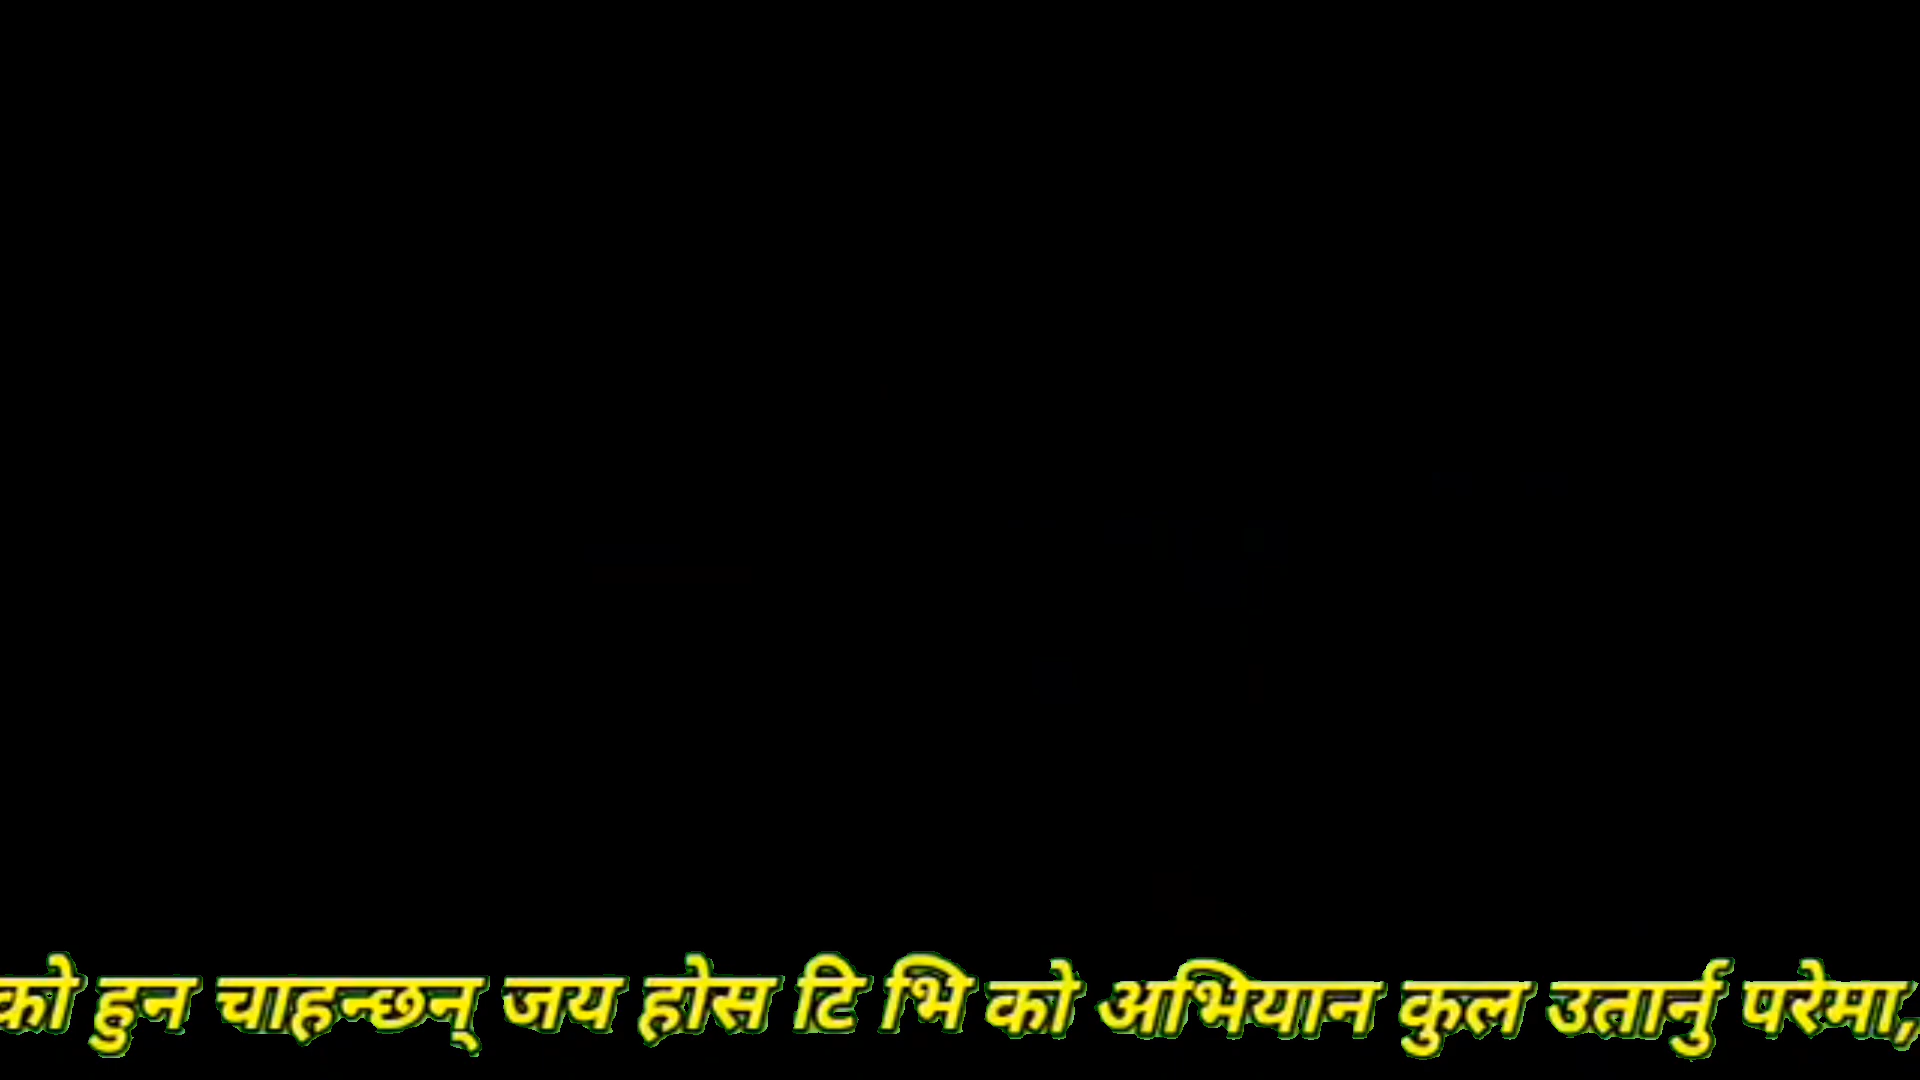 को हुन चाहन्छन् जय होस टि भि को अभियान कुल उतार्नु परेमा,